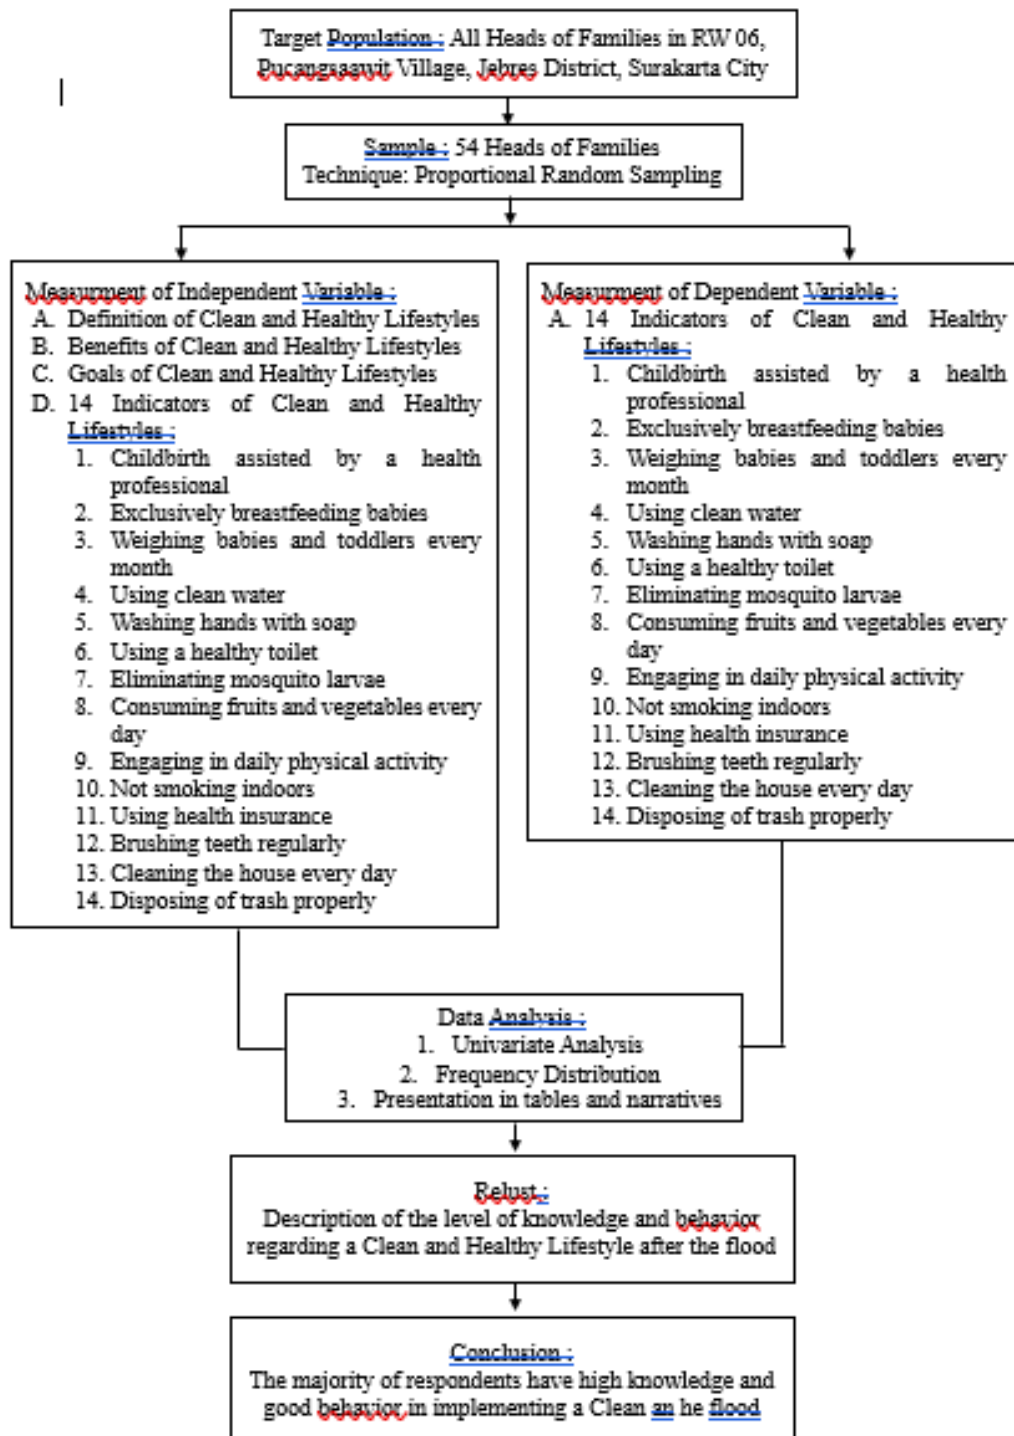 Target Population : All Heads of Families in RW 06,
Pucangsaawit Village, Jebres District, Surakarta City
Sample : 54 Heads of Families
Technique: Proportional Random Sampling
Measurment of Independent Variable :
A. Definition of Clean and Healthy Lifestyles
B. Benefits of Clean and Healthy Lifestyles
C. Goals of Clean and Healthy Lifestyles
D. 14 Indicators of Clean and Healthy
Lifestyles :
1. Childbirth assisted by a health
professional
2. Exclusively breastfeeding babies
3. Weighing babies and toddlers every
month
4. Using clean water
5. Washing hands with soap
6. Using a healthy toilet
7. Eliminating mosquito larvae
8. Consuming fruits and vegetables every
day
9. Engaging in daily physical activity
10. Not smoking indoors
11. Using health insurance
12. Brushing teeth regularly
13. Cleaning the house every day
14. Disposing of trash properly
Measurment of Dependent Variable :
A. 14 Indicators of Clean and Healthy
Lifestyles :
1. Childbirth assisted by a health
professional
2. Exclusively breastfeeding babies
3. Weighing babies and toddlers every
month
4. Using clean water
5. Washing hands with soap
6. Using a healthy toilet
7. Eliminating mosquito larvae
8. Consuming fruits and vegetables every
day
9. Engaging in daily physical activity
10. Not smoking indoors
11. Using health insurance
12. Brushing teeth regularly
13. Cleaning the house every day
14. Disposing of trash properly
Data Analysis :
1. Univariate Analysis
2. Frequency Distribution
3. Presentation in tables and narratives
Relust :
Description of the level of knowledge and behavior
regarding a Clean and Healthy Lifestyle after the flood
Conclusion :
The majority of respondents have high knowledge and
good behavior in implementing a Clean an he flood